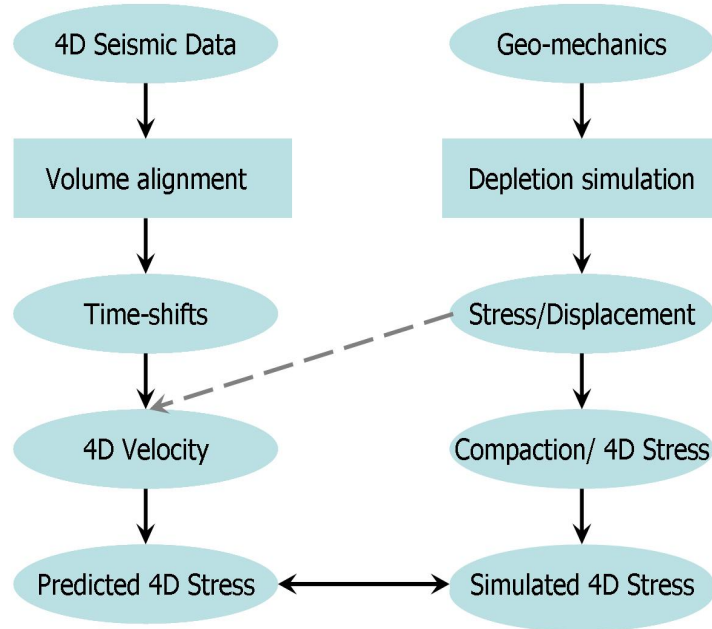 4D Seismic Data
Geo-mechanics
Volume alignment
Depletion simulation
Time-shifts
Stress/Displacement
4D Velocity
Compaction/ 4D Stress
Predicted 4D Stress
Simulated 4D Stress